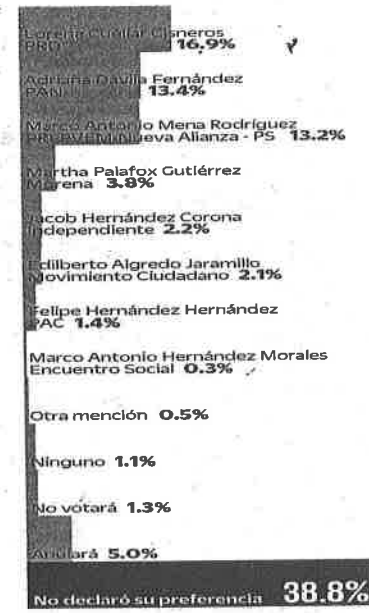 Lorena Cuéllar Cisneros
PRD 16.9%
Adriana Dávila Fernández
PAN 13.4%
Marco Antonio Mena Rodríguez
PRI-PVEM-Nueva Alianza - PS 13.2%
Martha Palafox Gutiérrez
Morena 3.8%
Jacob Hernández Corona
Independiente 2.2%
Edilberto Algredo Jaramillo
Movimiento Ciudadano 2.1%
Felipe Hernández Hernández
PAC 1.4%
Marco Antonio Hernández Morales
Encuentro Social 0.3%
Otra mención 0.5%
Ninguno 1.1%
No votará 1.3%
Anulará 5.0%
No declaró su preferencia 38.8%